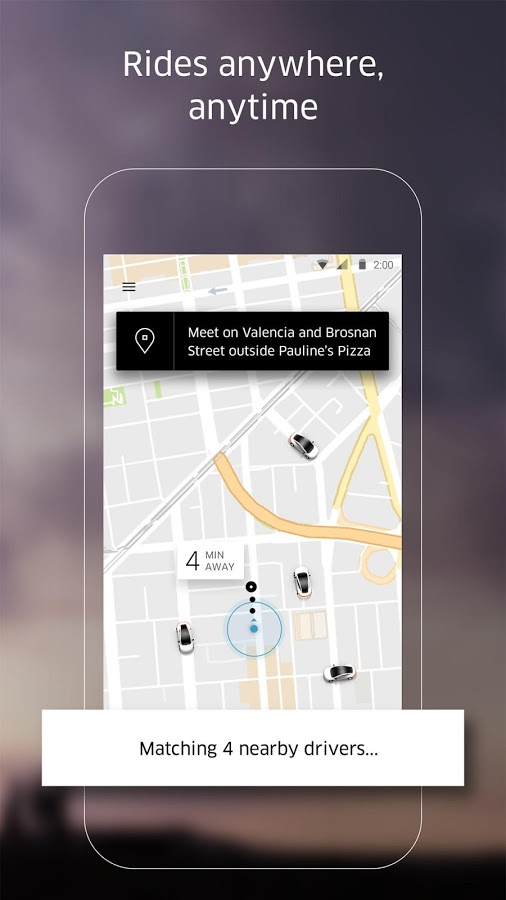 Rides anywhere,
anytime
2:00
Meet on Valencia and Brosnan
Street outside Pauline's Pizza
4 MIN
AWAY
Matching 4 nearby drivers...